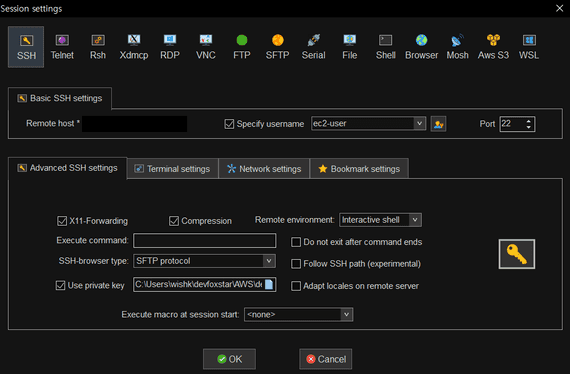 Session settings
SSH Telnet Rsh Xdmcp RDP VNC FTP SFTP Serial File Shell Browser Mosh Aws S3 WSL
Basic SSH settings
Remote host * Specify username ec2-user Port 22
Advanced SSH settings Terminal settings Network settings Bookmark settings
X11-Forwarding Compression Remote environment: Interactive shell
Execute command: Do not exit after command ends
SSH-browser type: SFTP protocol Follow SSH path (experimental)
Use private key C:\Users\wishk\devfoxstar\AWS\de Adapt locales on remote server
Execute macro at session start: <none>
OK Cancel